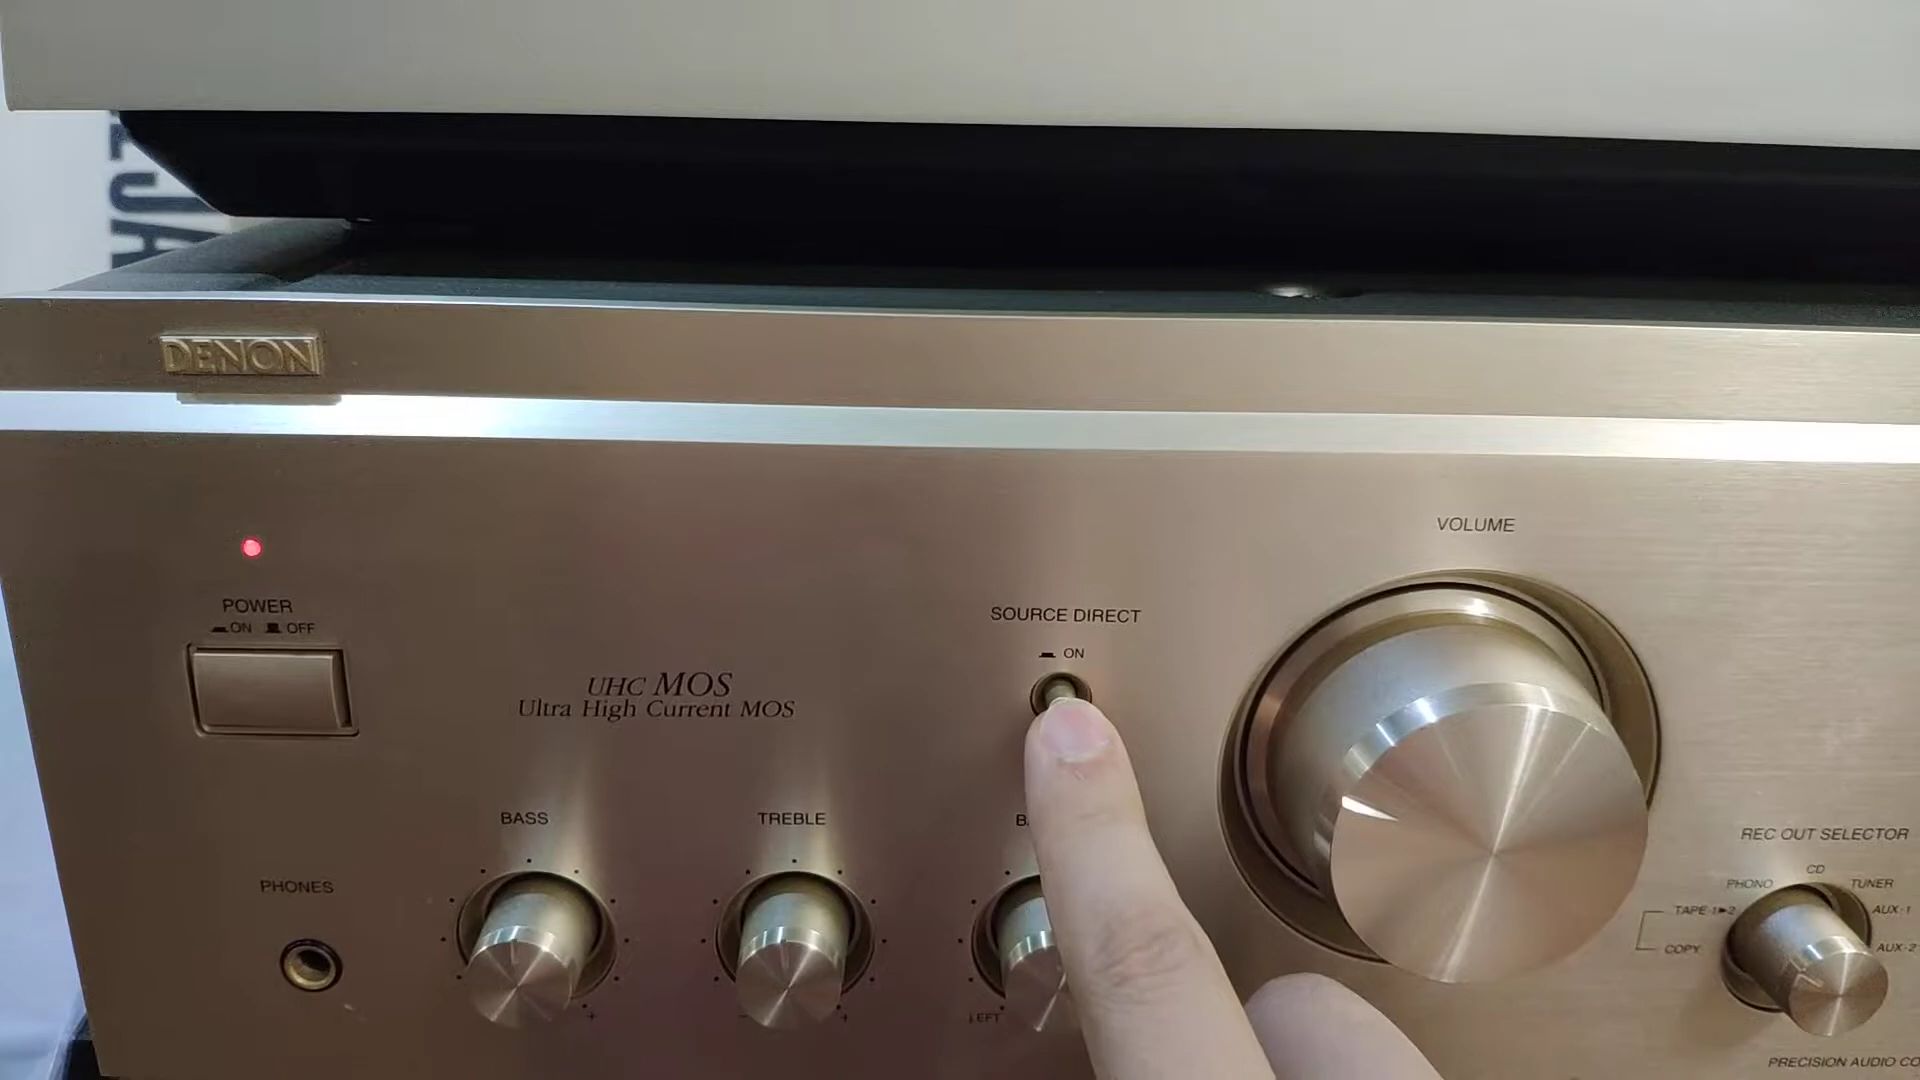 DENON
VOLUME
POWER
ON OFF
SOURCE DIRECT
ON
UHC MOS
Ultra High Current MOS
BASS
TREBLE
REC OUT SELECTOR
CD
PHONO
TUNER
TAPE-1▶2
AUX-1
COPY
AUX-2
PHONES
- +
LEFT
PRECISION AUDIO CO